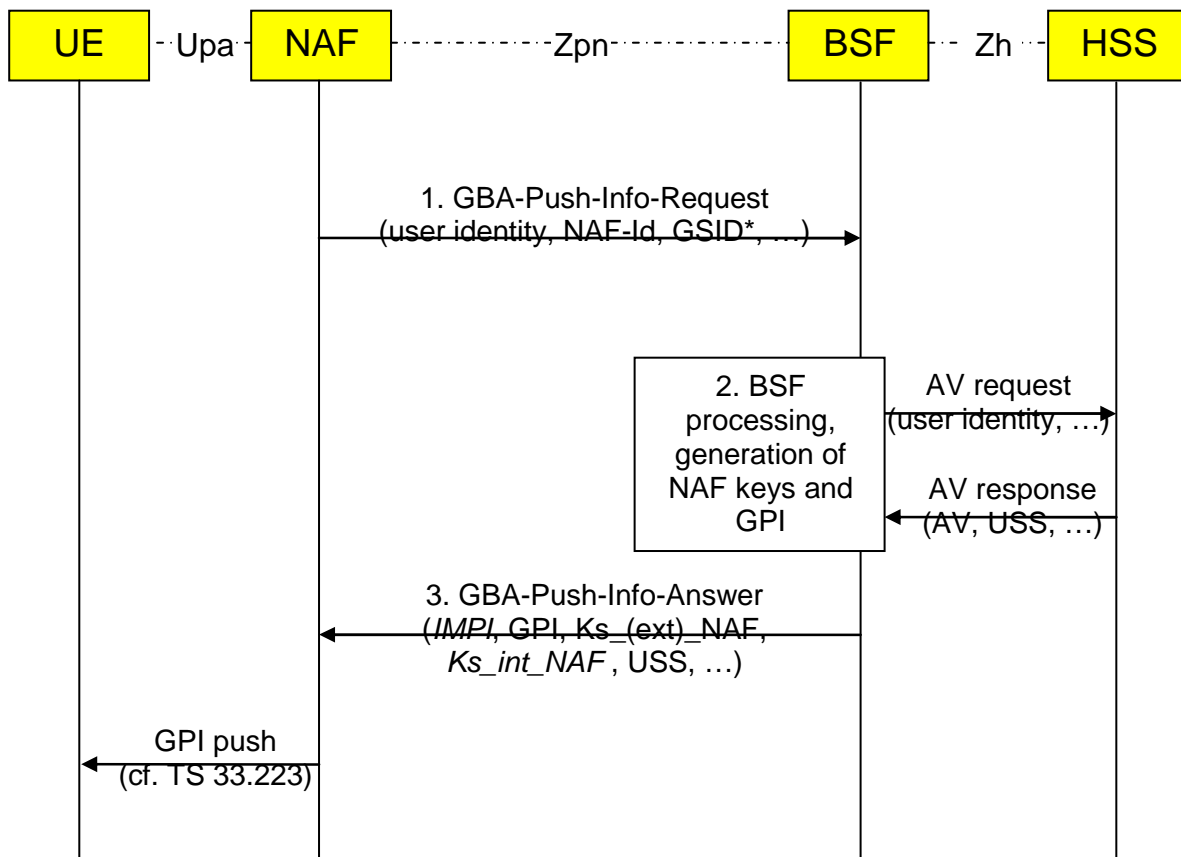 UE Upa NAF Zpn BSF Zh HSS
1. GBA-Push-Info-Request
(user identity, NAF-Id, GSID*, …)
2. BSF
processing,
generation of
NAF keys and
GPI
AV request
(user identity, …)
AV response
(AV, USS, …)
3. GBA-Push-Info-Answer
(IMPI, GPI, Ks_(ext)_NAF,
Ks_int_NAF , USS, …)
GPI push
(cf. TS 33.223)